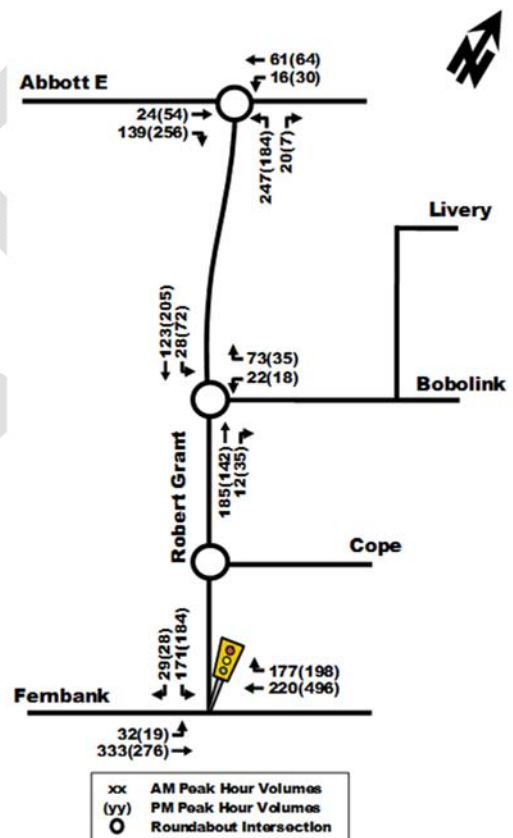 N
61(64)
16(30)
Abbott E
24(54)
139(256)
247(184)
20(7)
Livery
123(205)
28(72)
73(35)
22(18)
Bobolink
185(142)
12(35)
Robert Grant
Cope
29(28)
171(184)
177(198)
220(496)
Fernbank
32(19)
333(276)
xx AM Peak Hour Volumes
(yy) PM Peak Hour Volumes
Roundabout Intersection